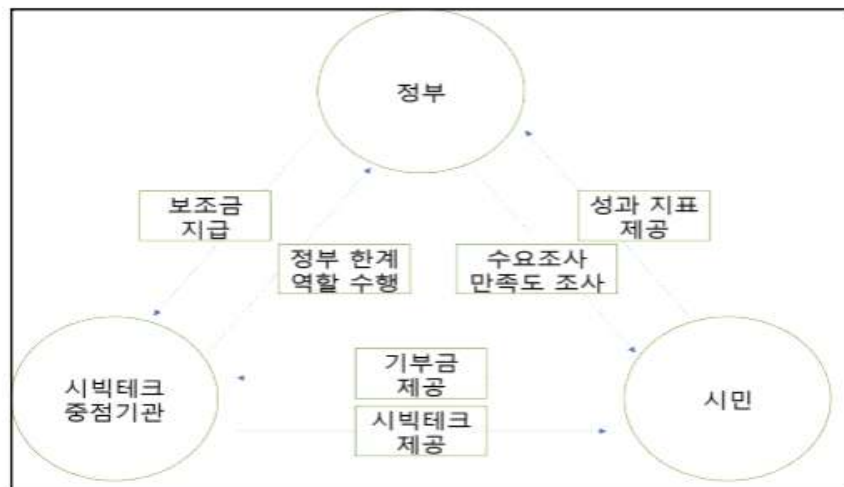 정부
보조금
지급
성과 지표
제공
정부 한계
역할 수행
수요조사
만족도 조사
시빅테크
중점기관
기부금
제공
시빅테크
제공
시민